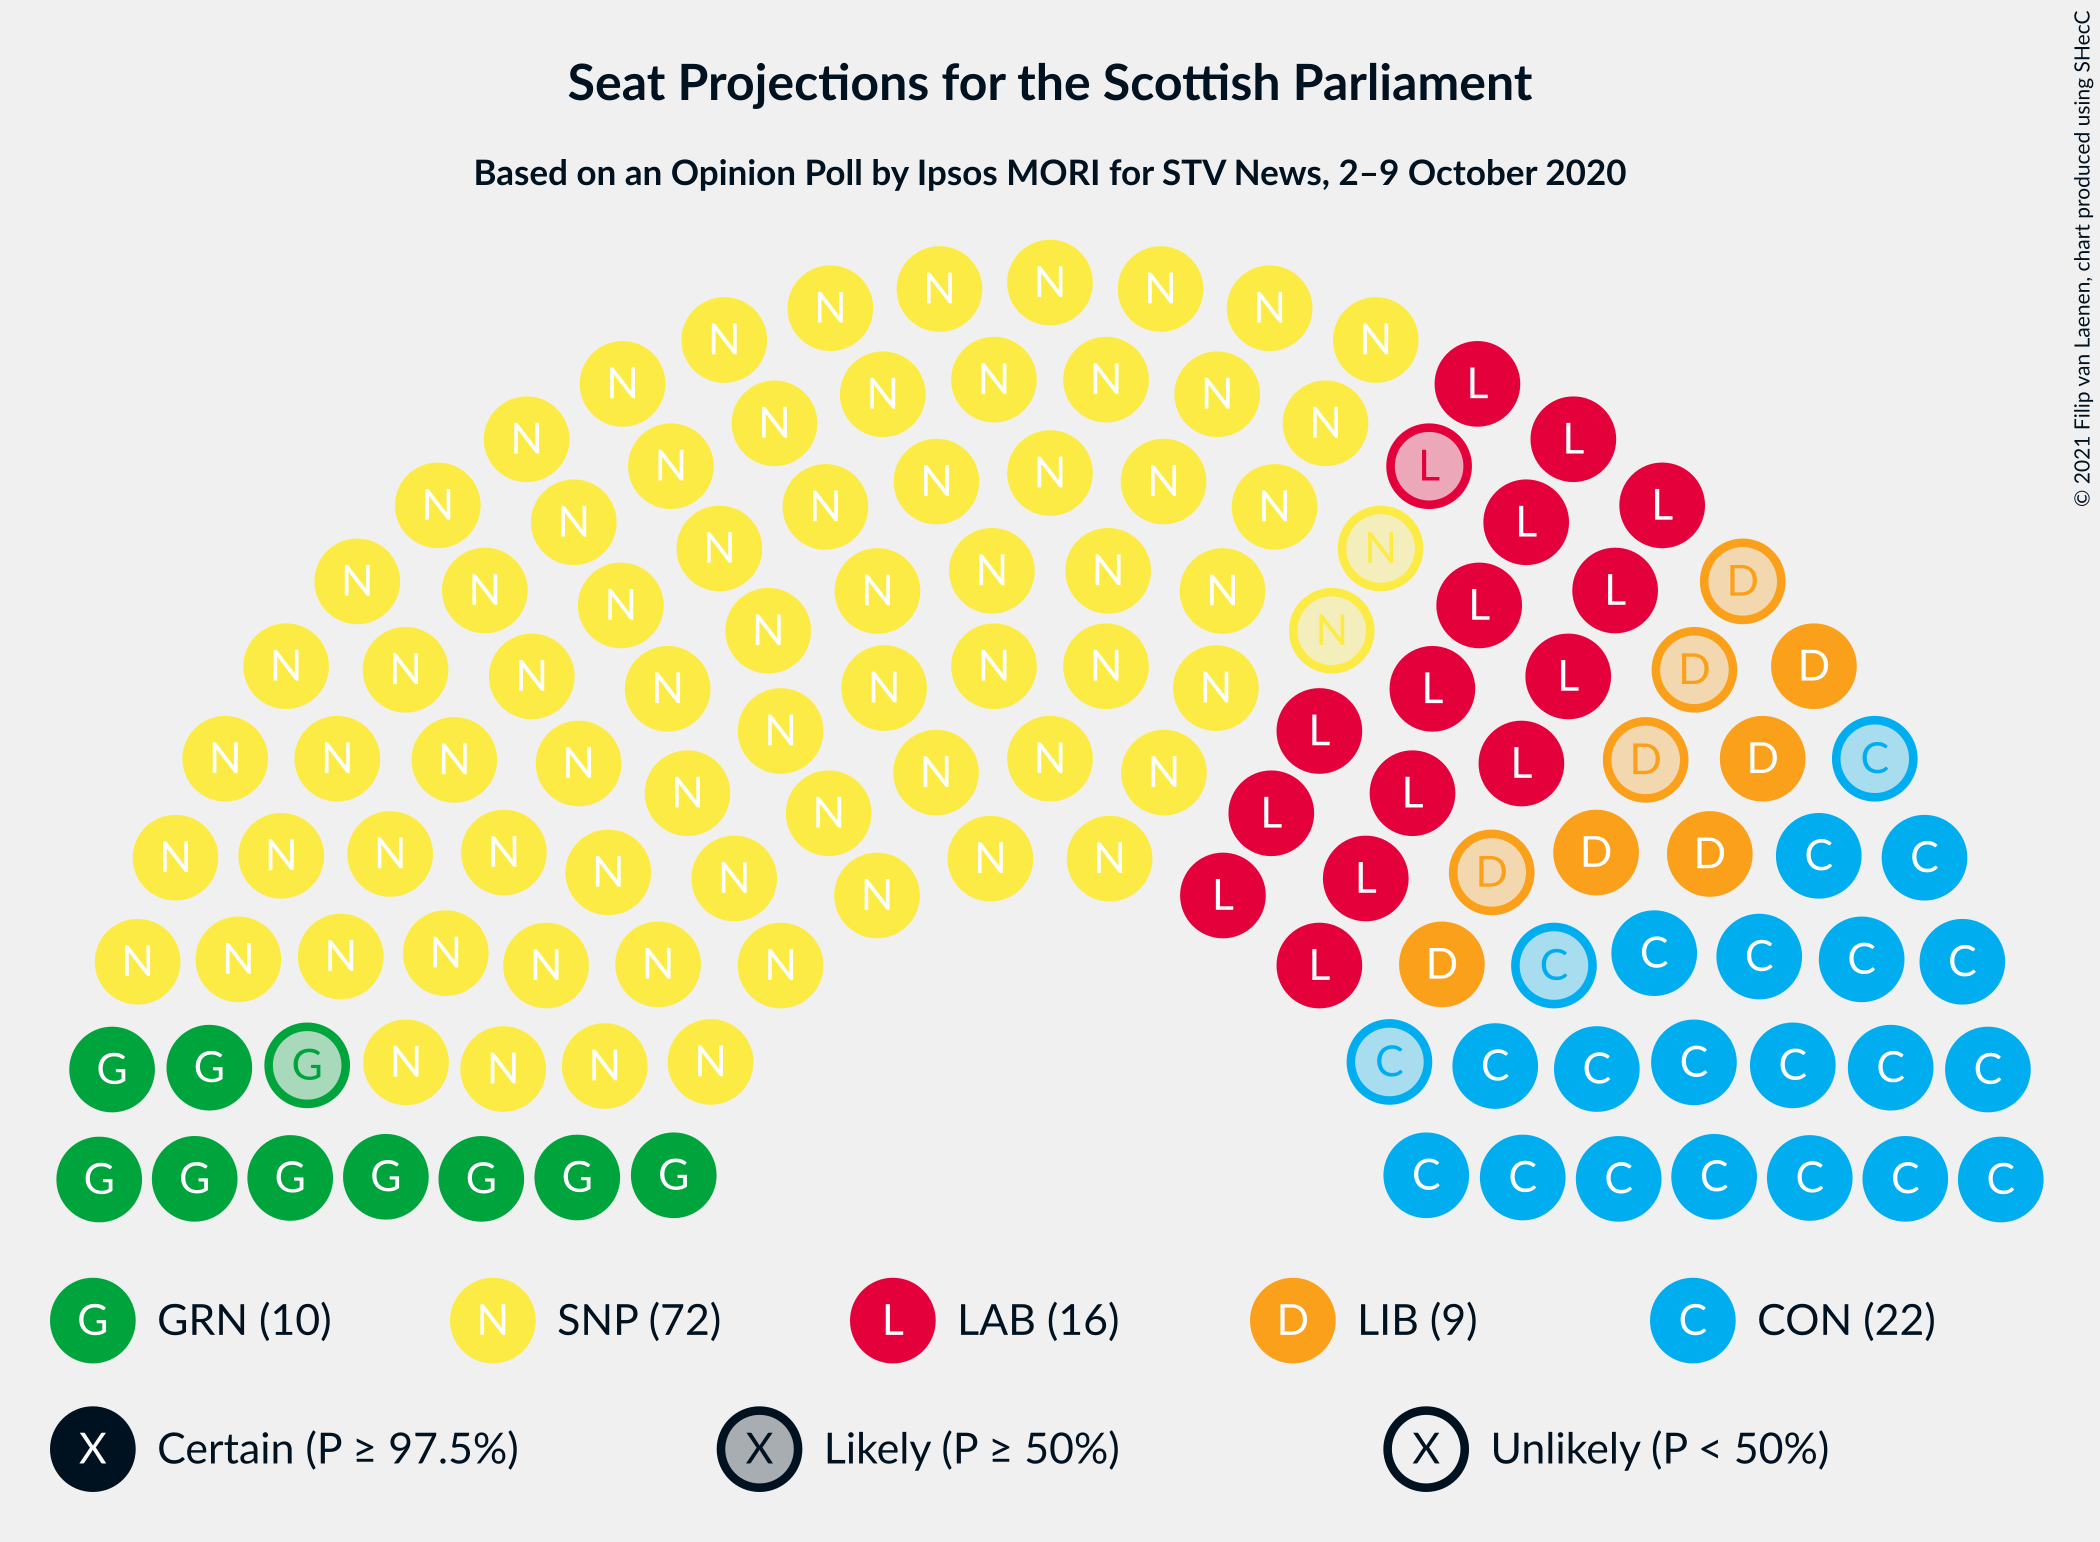 © 2021 Filip van Laenen, chart produced using SHecC
Seat Projections for the Scottish Parliament
Based on an Opinion Poll by Ipsos MORI for STV News, 2–9 October 2020
N N N N N
N N
N N N N N L
N N N L
N N N N L
N N N N L L
N N N N
N N N N N L L D
N N
N N N N N N N N L L D D
N L
N N N N N N N N L L D D C
N L
N N N N N N N N L D D D C C
N L
N N N N N N N L D C C C C C
G G G N N N N C C C C C C C
G G G G G G G C C C C C C C
G GRN (10) N SNP (72) L LAB (16) D LIB (9) C CON (22)
X Certain (P ≥ 97.5%) X Likely (P ≥ 50%) X Unlikely (P < 50%)